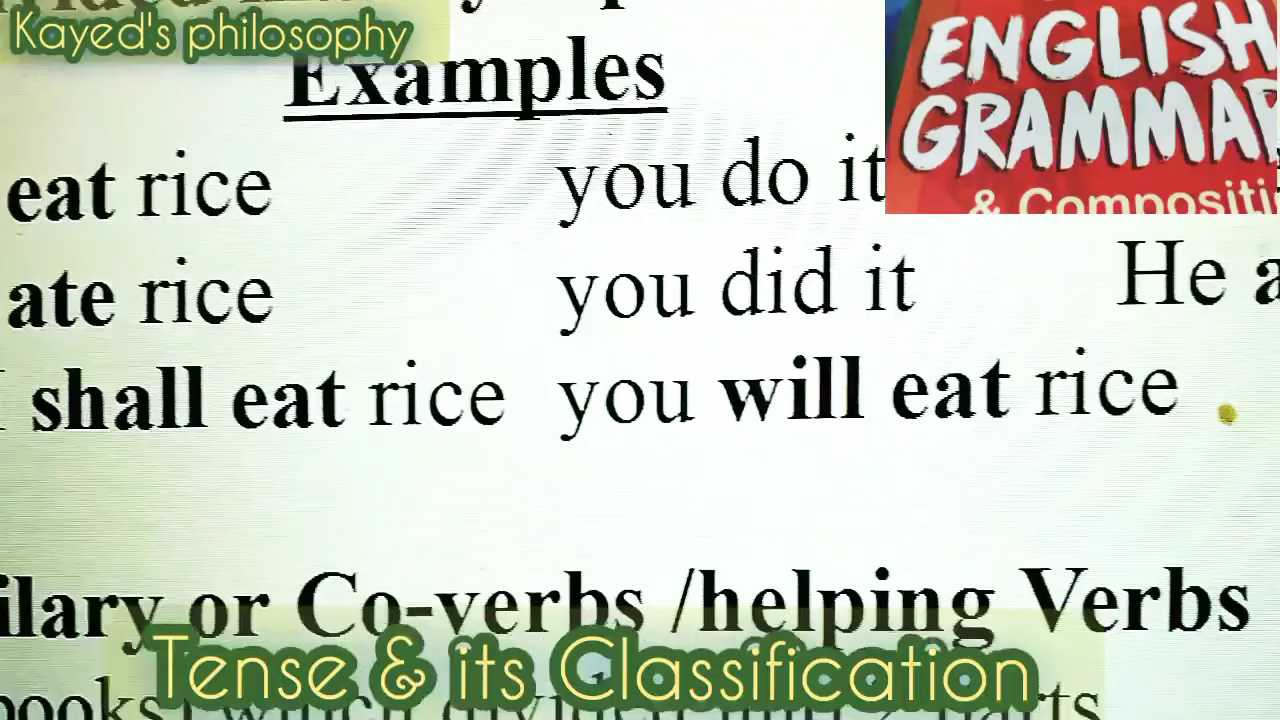 Kayed's philosophy
Examples
ENGLISH
GRAMMAR
& Compositi
eat rice you do it
ate rice you did it He a
shall eat rice you will eat rice
ilary or Co-verbs /helping Verbs
Tense & its Classification